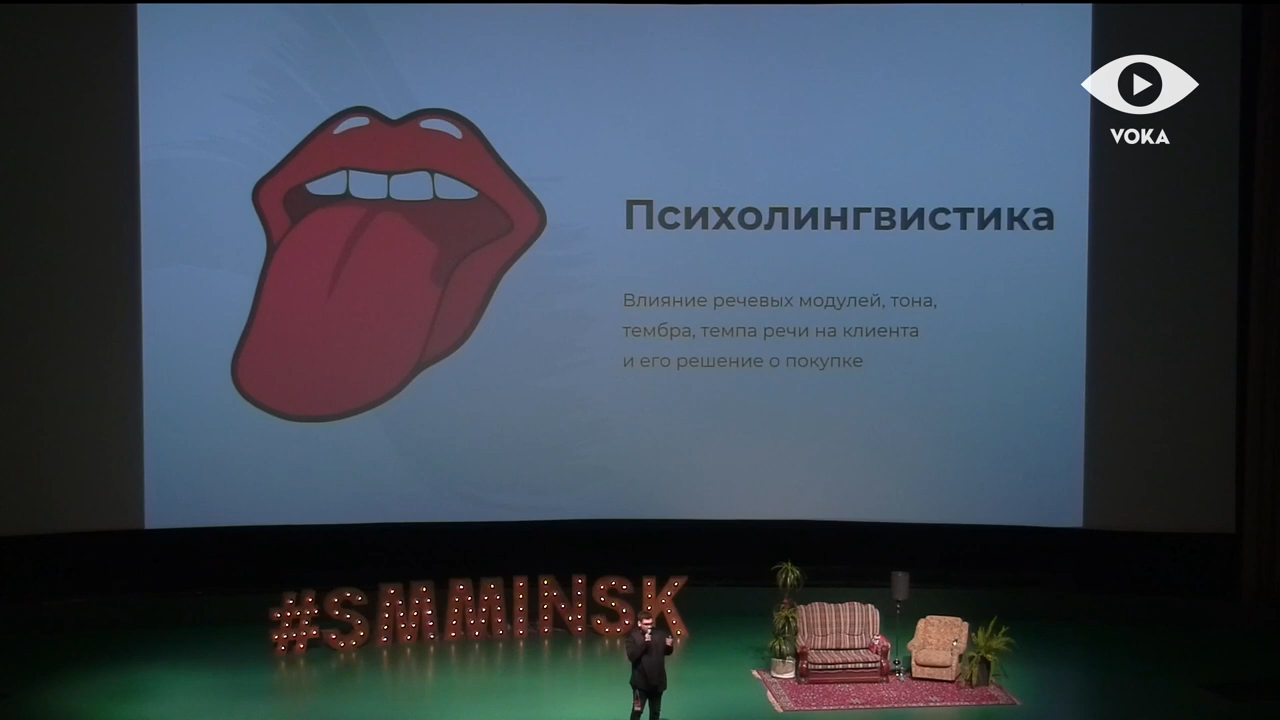 VOKA
Психолингвистика
Влияние речевых модулей, тона,
тембра, темпа речи на клиента
и его решение о покупке
#SMMINSK